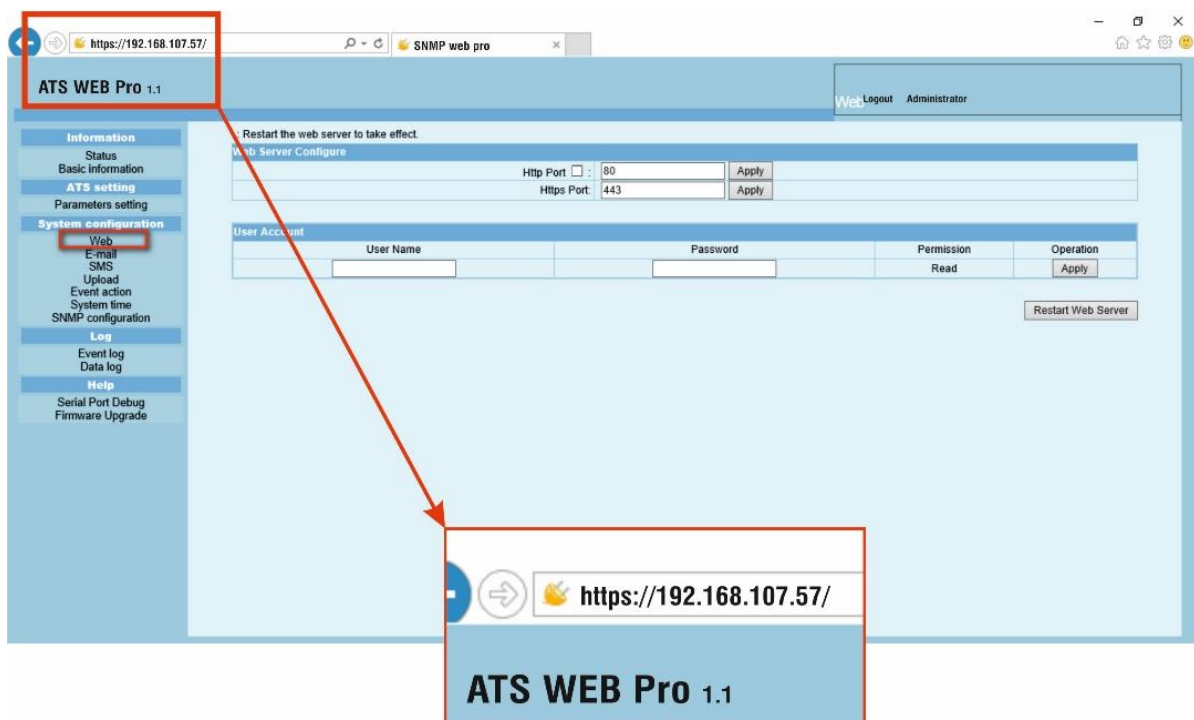 https://192.168.107.57/
SNMP web pro
ATS WEB Pro 1.1
Web Logout Administrator
Information
Status
Basic information
ATS setting
Parameters setting
System configuration
Web
E-mail
SMS
Upload
Event action
System time
SNMP configuration
Log
Event log
Data log
Help
Serial Port Debug
Firmware Upgrade
: Restart the web server to take effect.
Web Server Configure
Http Port : 80 Apply
Https Port: 443 Apply
User Account
User Name Password Permission Operation
Read Apply
Restart Web Server
https://192.168.107.57/
ATS WEB Pro 1.1